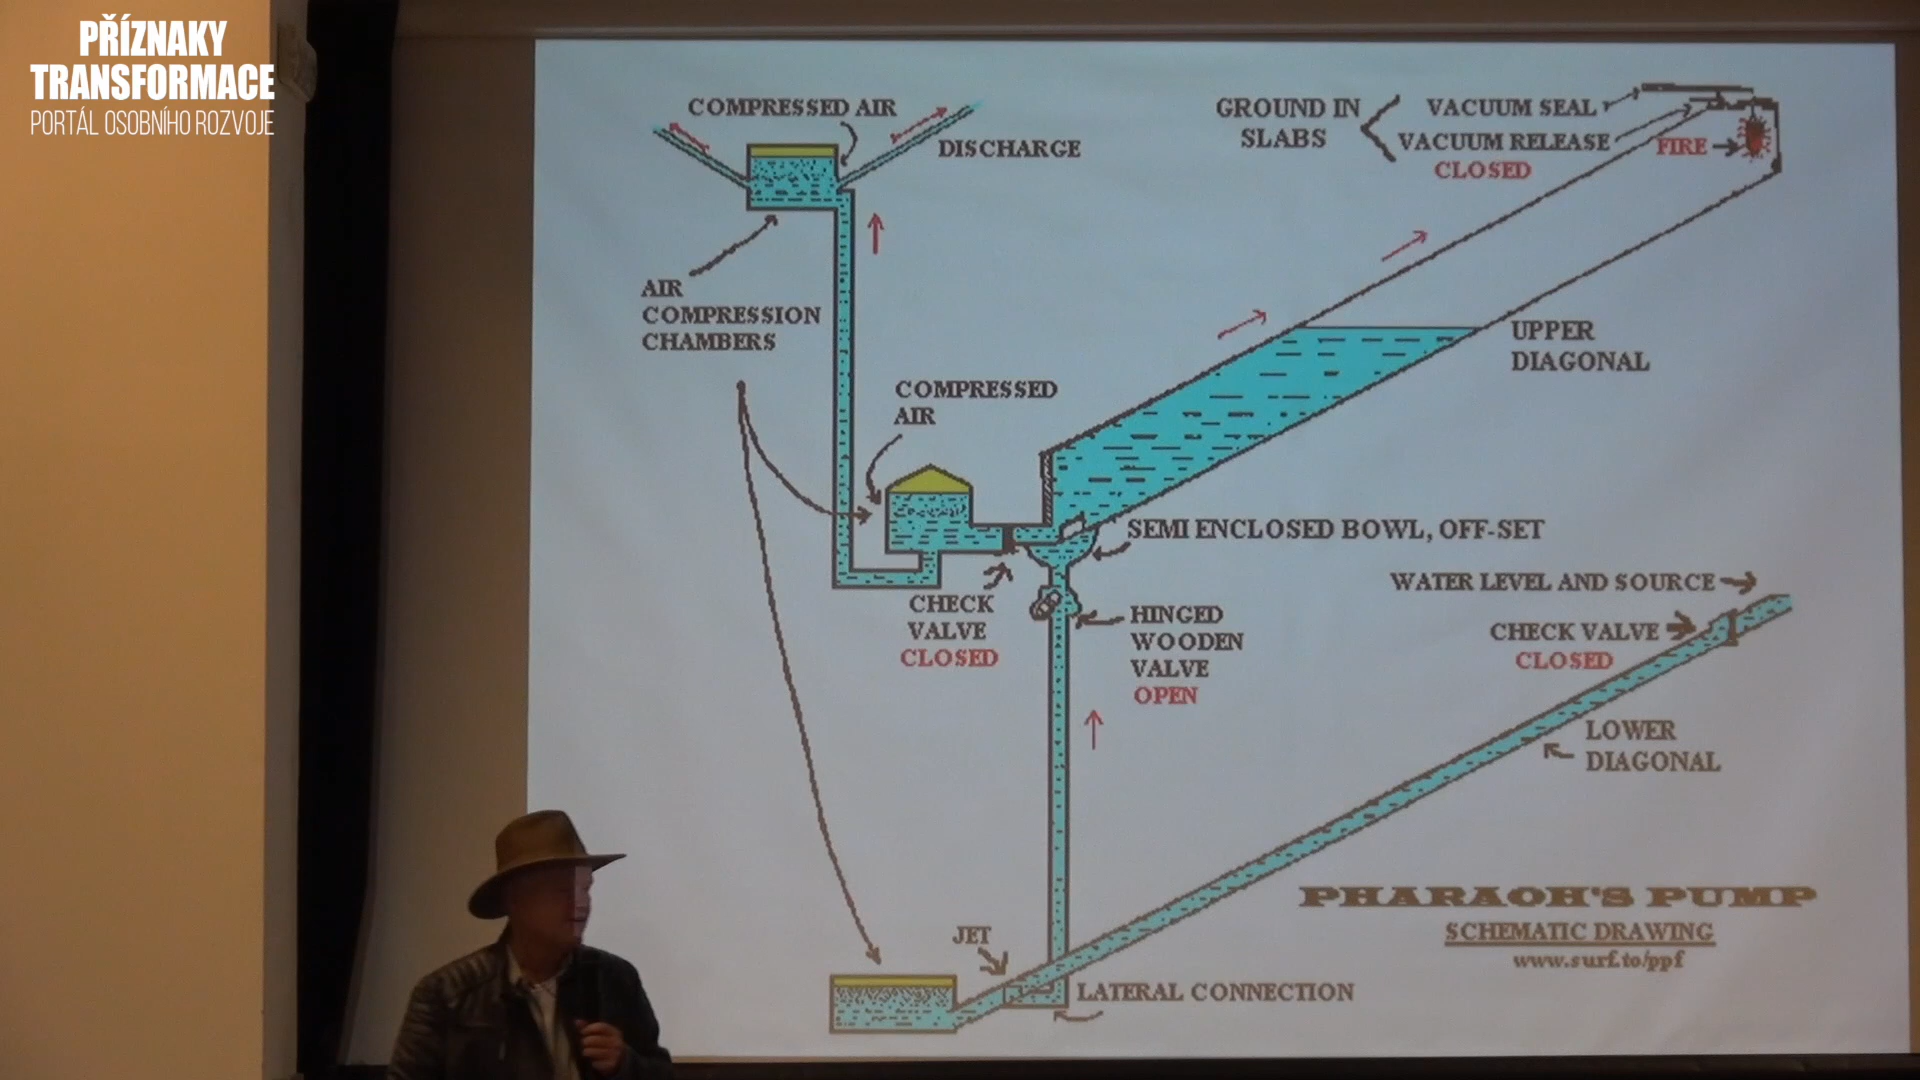 PŘÍZNAKY
TRANSFORMACE
PORTÁL OSOBNÍHO ROZVOJE
COMPRESSED AIR
DISCHARGE
GROUND IN
SLABS
VACUUM SEAL
VACUUM RELEASE
CLOSED
FIRE
AIR
COMPRESSION
CHAMBERS
UPPER
DIAGONAL
COMPRESSED
AIR
SEMI ENCLOSED BOWL, OFF-SET
WATER LEVEL AND SOURCE
CHECK
VALVE
CLOSED
HINGED
WOODEN
VALVE
OPEN
CHECK VALVE
CLOSED
LOWER
DIAGONAL
PHARAOH'S PUMP
SCHEMATIC DRAWING
www.surf.to/ppf
JET
LATERAL CONNECTION